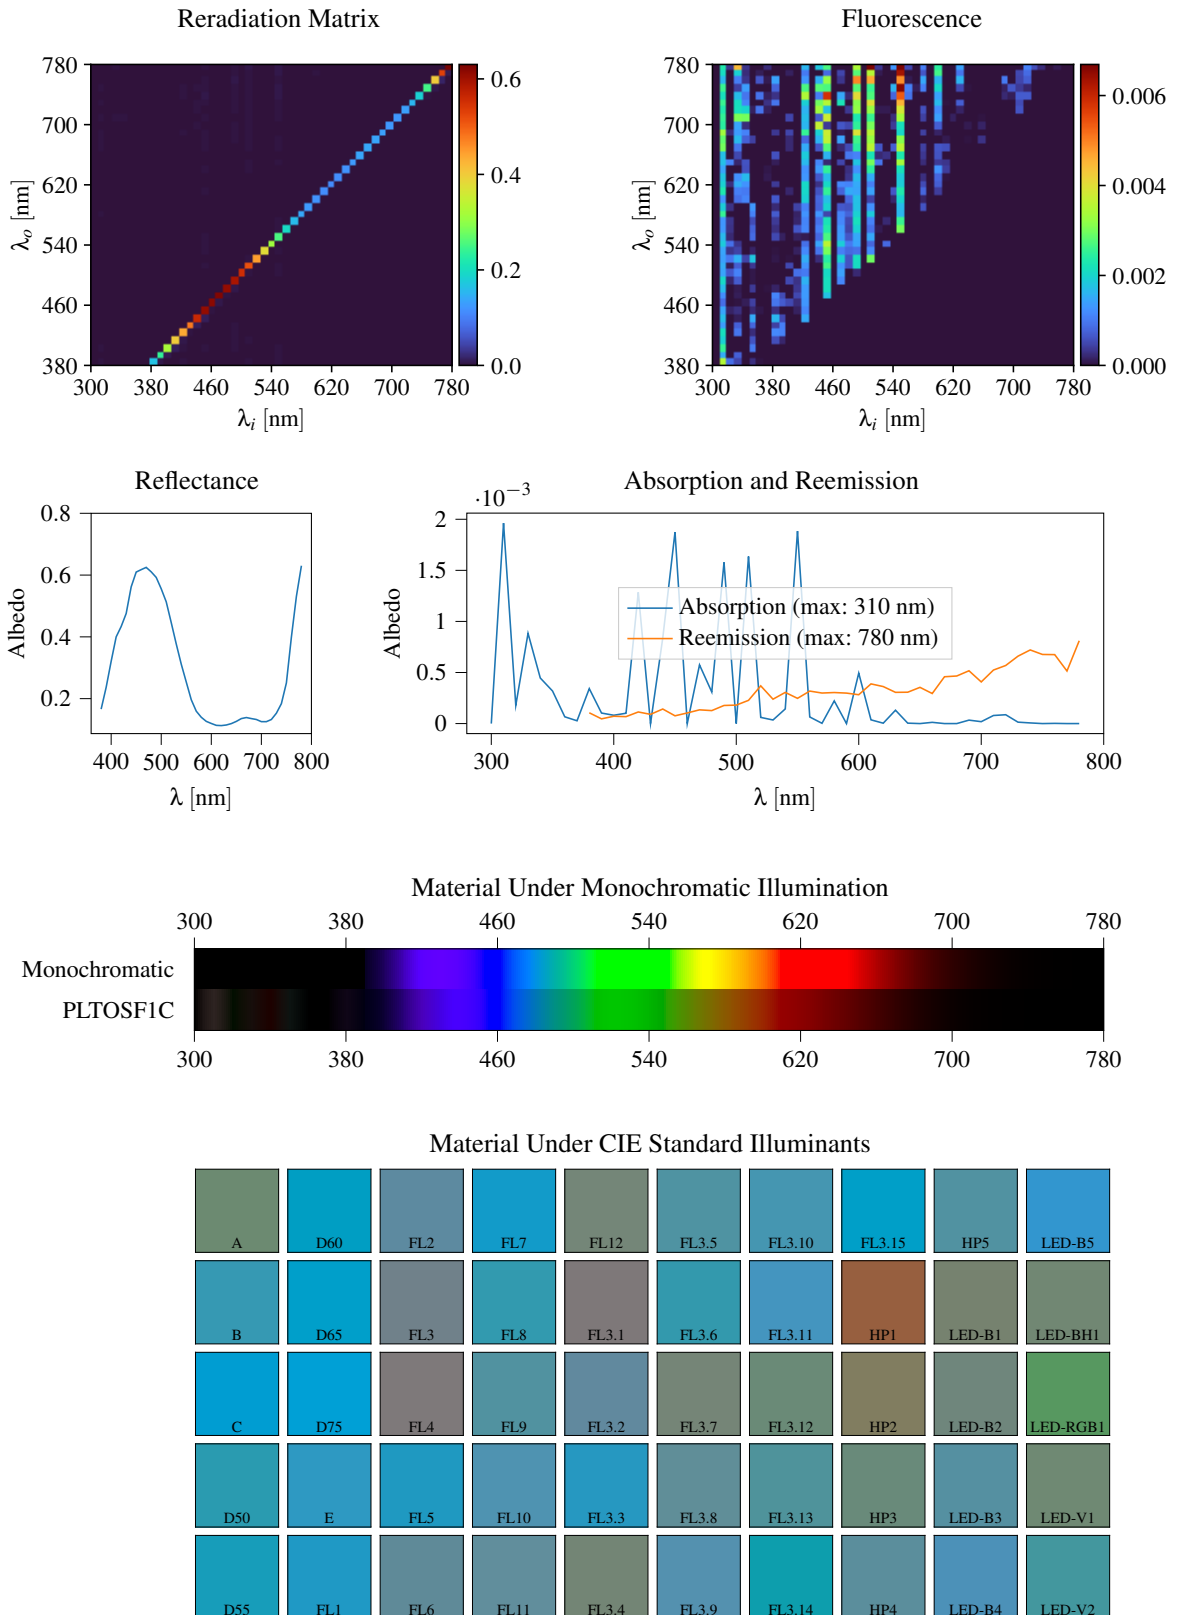 Reradiation Matrix
Fluorescence
780
700
620
540
460
380
λo [nm]
300 380 460 540 620 700 780
λi [nm]
0.6
0.4
0.2
0.0
780
700
620
540
460
380
λo [nm]
300 380 460 540 620 700 780
λi [nm]
0.006
0.004
0.002
0.000
Reflectance
0.8
0.6
0.4
0.2
Albedo
400 500 600 700 800
λ [nm]
Absorption and Reemission
·10−3
2
1.5
1
0.5
0
Albedo
Absorption (max: 310 nm)
Reemission (max: 780 nm)
300 400 500 600 700 800
λ [nm]
Material Under Monochromatic Illumination
300 380 460 540 620 700 780
Monochromatic
PLTOSF1C
300 380 460 540 620 700 780
Material Under CIE Standard Illuminants
A D60 FL2 FL7 FL12 FL3.5 FL3.10 FL3.15 HP5 LED-B5
B D65 FL3 FL8 FL3.1 FL3.6 FL3.11 HP1 LED-B1 LED-BH1
C D75 FL4 FL9 FL3.2 FL3.7 FL3.12 HP2 LED-B2 LED-RGB1
D50 E FL5 FL10 FL3.3 FL3.8 FL3.13 HP3 LED-B3 LED-V1
D55 FL1 FL6 FL11 FL3.4 FL3.9 FL3.14 HP4 LED-B4 LED-V2